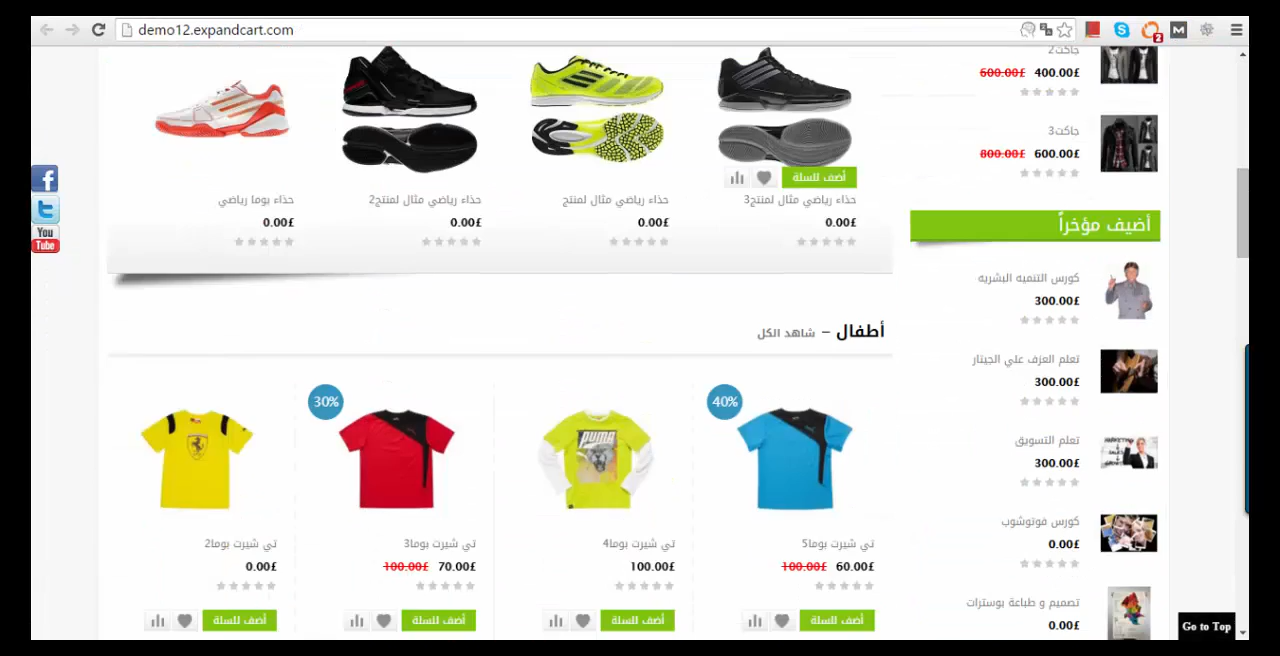 demo12.expandcart.com
2
M
جاكت2
600.00£ 400.00£
جاكت3
800.00£ 600.00£
أضف للسلة
حذاء رياضي مثال لمنتج3
0.00£
حذاء رياضي مثال لمنتج
0.00£
حذاء رياضي مثال لمنتج2
0.00£
حذاء بوما رياضي
0.00£
You
Tube
أضيف مؤخراً
كورس التنميه البشريه
300.00£
تعلم العزف علي الجيتار
300.00£
تعلم التسويق
300.00£
كورس فوتوشوب
0.00£
تصميم و طباعة بوسترات
0.00£
أطفال – شاهد الكل
40%
30%
PUMA
تي شيرت بوما5
100.00£ 60.00£
أضف للسلة
تي شيرت بوما4
100.00£
أضف للسلة
تي شيرت بوما3
100.00£ 70.00£
أضف للسلة
تي شيرت بوما2
0.00£
أضف للسلة
Go to Top